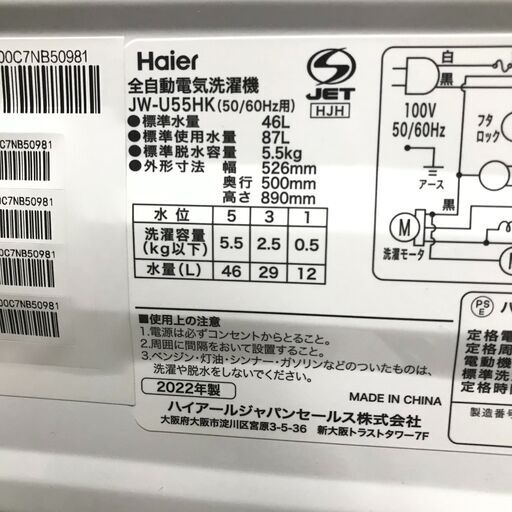 00C7NB50981
C7NB50981
00C7NB50981
00C7NB50981
00C7NB50981
Haier
全自動電気洗濯機
JW-U55HK(50/60Hz用)
●標準水量 46L
●標準使用水量 87L
●標準脱水容量 5.5kg
●外形寸法 幅 526mm
奥行 500mm
高さ 890mm
S
JET
HJH
水位 5 3 1
洗濯容量(kg以下) 5.5 2.5 0.5
水量(L) 46 29 12
白
黒
100V
50/60Hz
アース
フタ
ロック
黒
M
洗濯モータ
M
■使用上の注意
1.電源は必ずコンセントからとること。
2.周囲に間隔をおいて設置すること。
3.ベンジン・灯油・シンナー・ガソリンなどのついたものは、
洗濯や脱水をしないでください。
2022年製
MADE IN CHINA
ハイアールジャパンセールス株式会社
大阪府大阪市淀川区宮原3-5-36 新大阪トラストタワー7F
PS
E
ハ
定格電
定格周
電動機
標準洗
定格時
製造番号